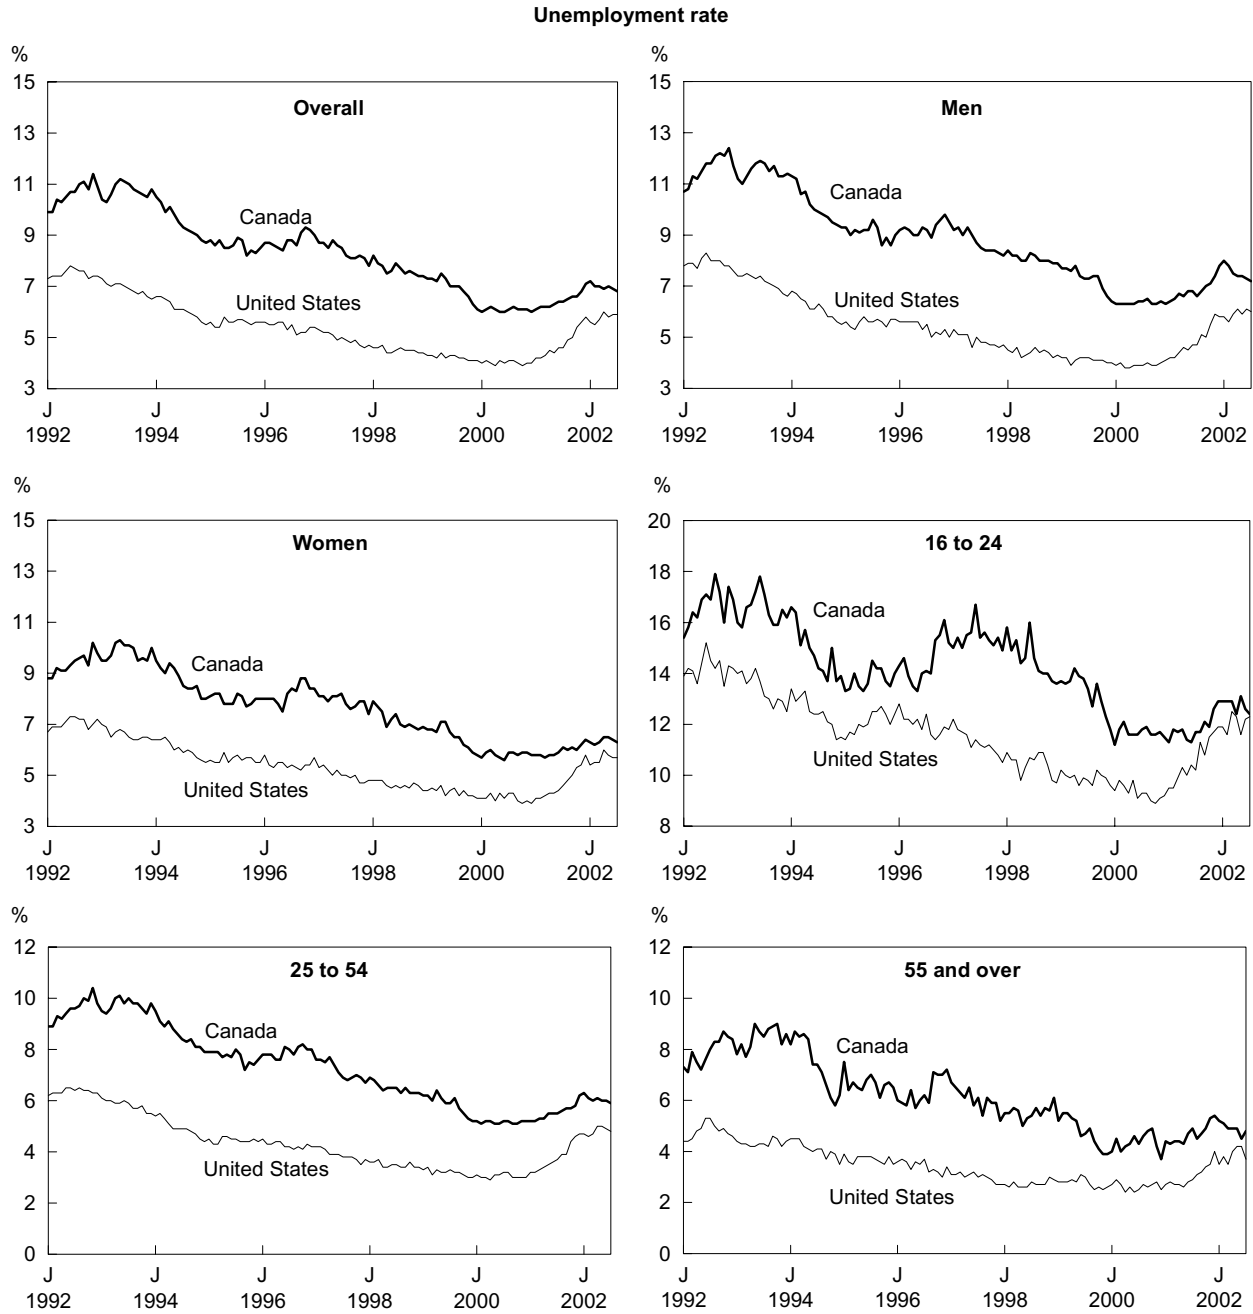 Unemployment rate
%
%
15
Overall
13
11
Canada
9
7
United States
5
3
J
J
J
J
J
J
1992
1994
1996
1998
2000
2002
15
Men
13
11
Canada
9
7
United States
5
3
J
J
J
J
J
J
1992
1994
1996
1998
2000
2002
%
%
15
Women
13
11
Canada
9
7
United States
5
3
J
J
J
J
J
J
1992
1994
1996
1998
2000
2002
20
16 to 24
18
Canada
16
14
12
United States
10
8
J
J
J
J
J
J
1992
1994
1996
1998
2000
2002
%
%
12
25 to 54
10
Canada
8
6
4
United States
2
0
J
J
J
J
J
J
1992
1994
1996
1998
2000
2002
12
55 and over
10
Canada
8
6
4
United States
2
0
J
J
J
J
J
J
1992
1994
1996
1998
2000
2002